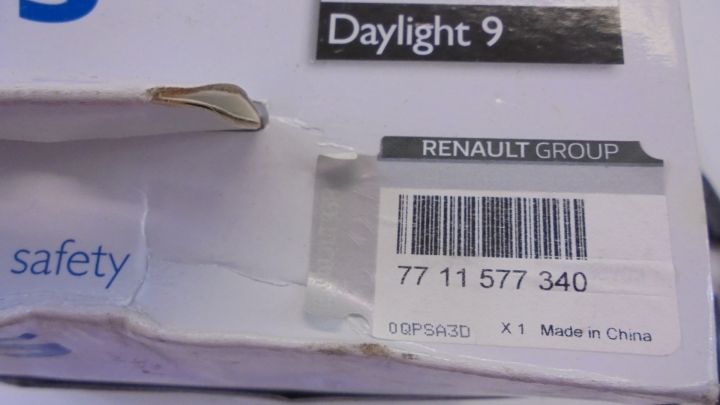 Daylight 9
RENAULT GROUP
77 11 577 340
0QPSA3D X 1 Made in China
safety